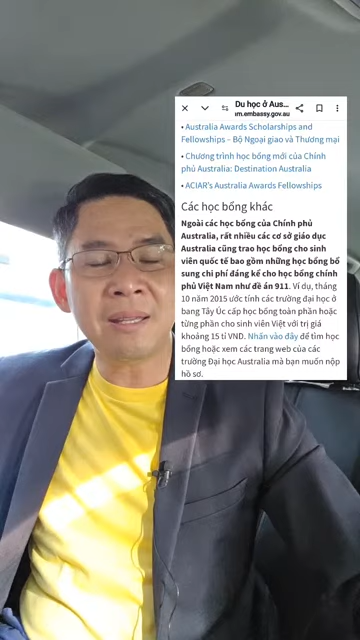 Du học ở Aus...
ım.embassy.gov.au
• Australia Awards Scholarships and
Fellowships – Bộ Ngoại giao và Thương mại
• Chương trình học bổng mới của Chính
phủ Australia: Destination Australia
• ACIAR's Australia Awards Fellowships
Các học bổng khác
Ngoài các học bổng của Chính phủ
Australia, rất nhiều các cơ sở giáo dục
Australia cũng trao học bổng cho sinh
viên quốc tế bao gồm những học bổng bổ
sung chi phí đáng kể cho học bổng chính
phủ Việt Nam như đề án 911. Ví dụ, tháng
10 năm 2015 ước tính các trường đại học ở
bang Tây Úc cấp học bổng toàn phần hoặc
từng phần cho sinh viên Việt với trị giá
khoảng 15 tỉ VND. Nhấn vào đây để tìm học
bổng hoặc xem các trang web của các
trường Đại học Australia mà bạn muốn nộp
hồ sơ.